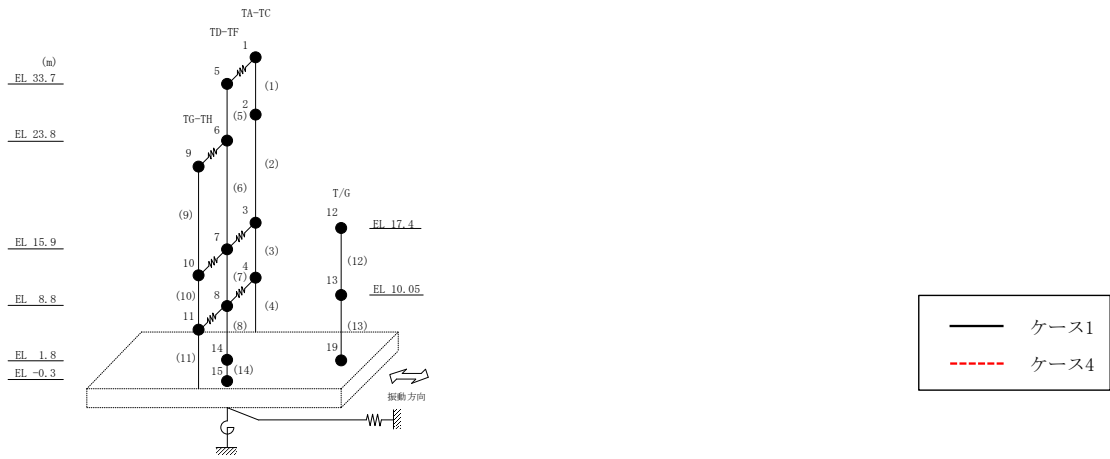 TA-TC
TD-TF
1
(m)
5
EL 33.7
(1)
2
(5)
TG-TH
6
EL 23.8
9
(2)
(6)
T/G
(9)
3
12
EL 17.4
7
EL 15.9
(3)
10
4
(12)
(7)
13
EL 10.05
(10)
8
EL 8.8
(4)
11
(8)
(13)
14
19
EL 1.8
(11)
15
(14)
EL -0.3
振動方向
ケース1
ケース4